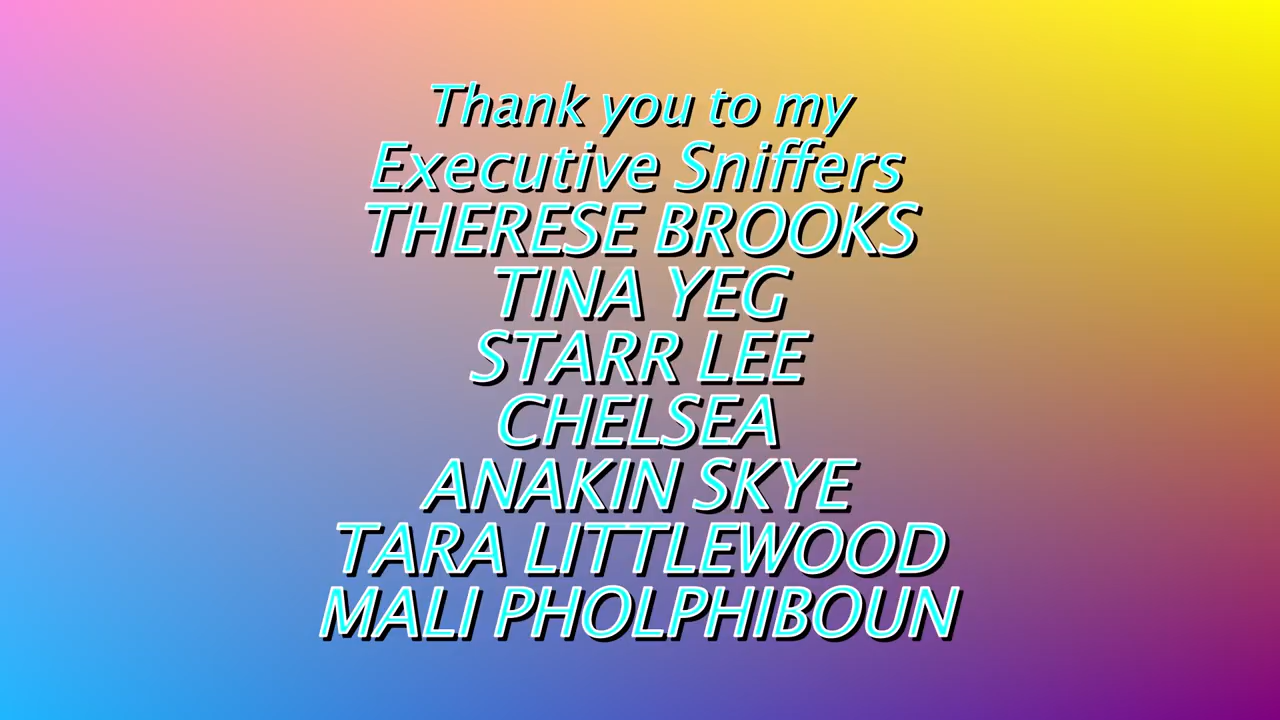 Thank you to my
Executive Sniffers
THERESE BROOKS
TINA YEG
STARR LEE
CHELSEA
ANAKIN SKYE
TARA LITTLEWOOD
MALI PHOLPHIBOUN